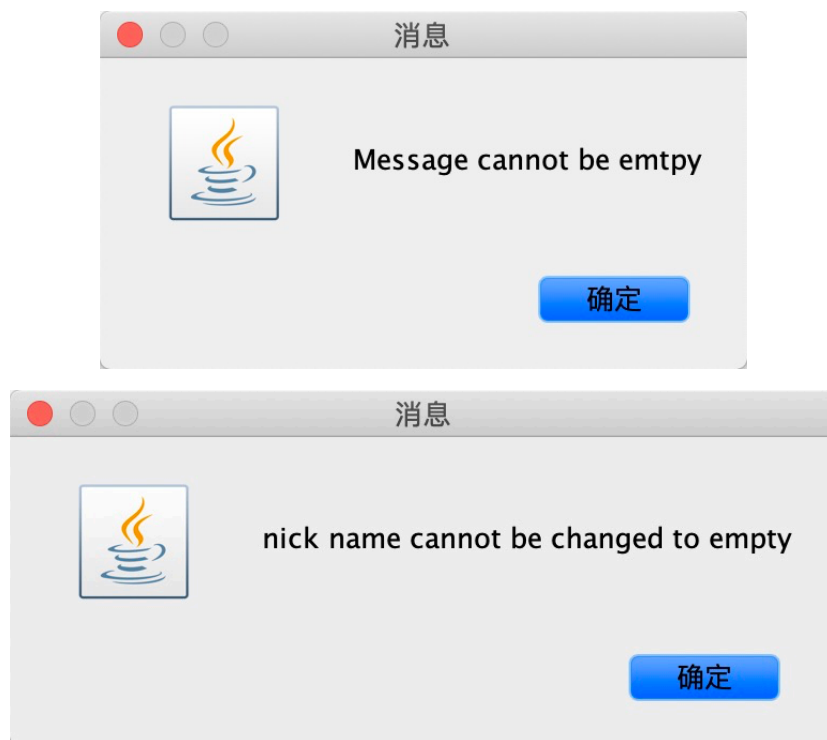 消息
Message cannot be emtpy
确定
消息
nick name cannot be changed to empty
确定